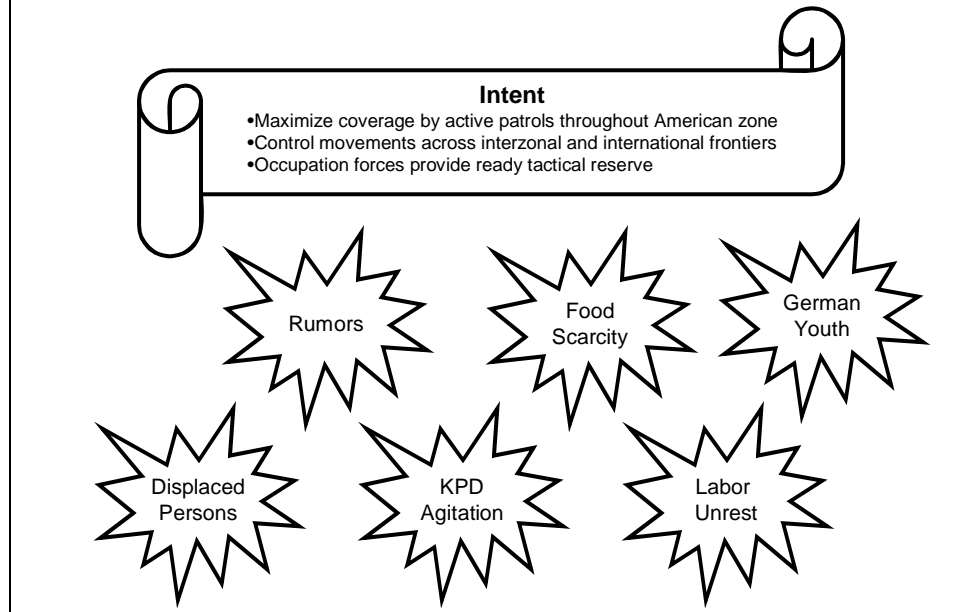 Intent
•Maximize coverage by active patrols throughout American zone
•Control movements across interzonal and international frontiers
•Occupation forces provide ready tactical reserve
Rumors
Food
Scarcity
German
Youth
Displaced
Persons
KPD
Agitation
Labor
Unrest